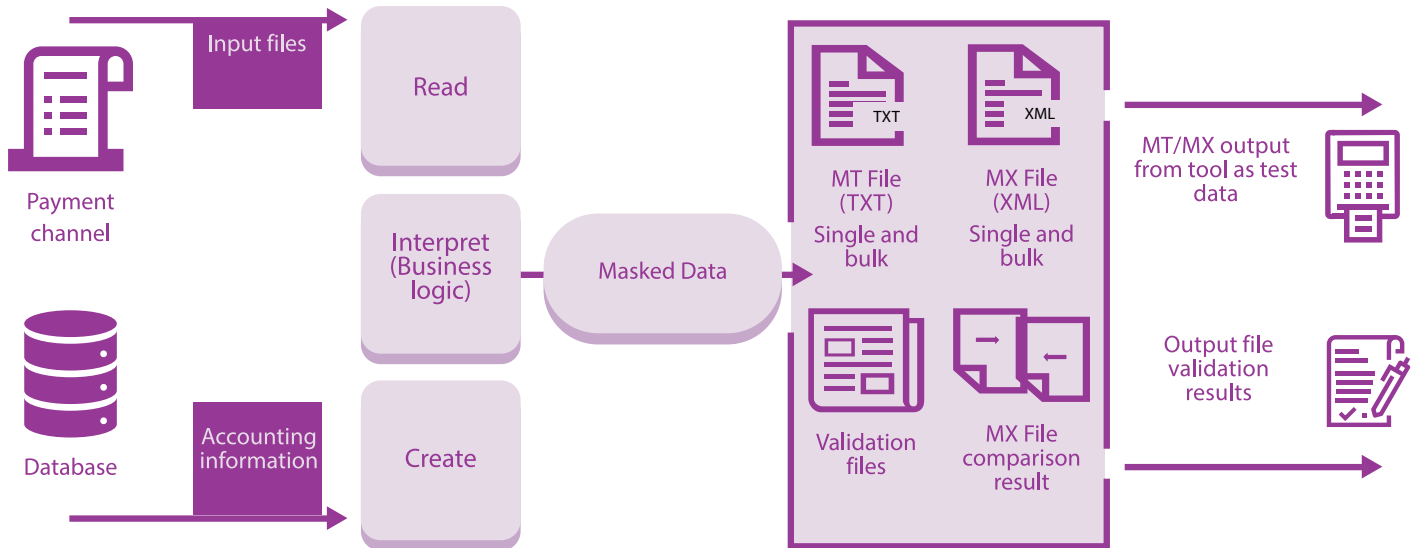 Input files
Payment
channel
Database
Accounting
information
Read
Interpret
(Business
logic)
Create
Masked Data
TXT
MT File
(TXT)
Single and
bulk
XML
MX File
(XML)
Single and
bulk
Validation
files
MX File
comparison
result
MT/MX output
from tool as test
data
Output file
validation
results